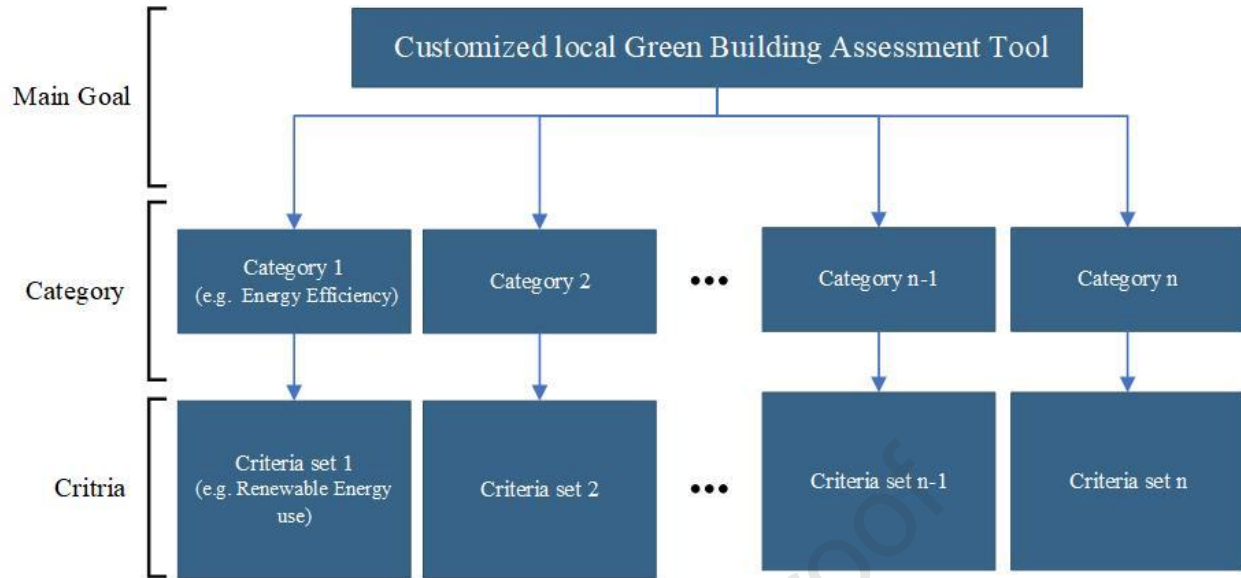 Customized local Green Building Assessment Tool
Main Goal
Category
Category 1
(e.g. Energy Efficiency)
Category 2
•••
Category n-1
Category n
Critria
Criteria set 1
(e.g. Renewable Energy
use)
Criteria set 2
•••
Criteria set n-1
Criteria set n
roof